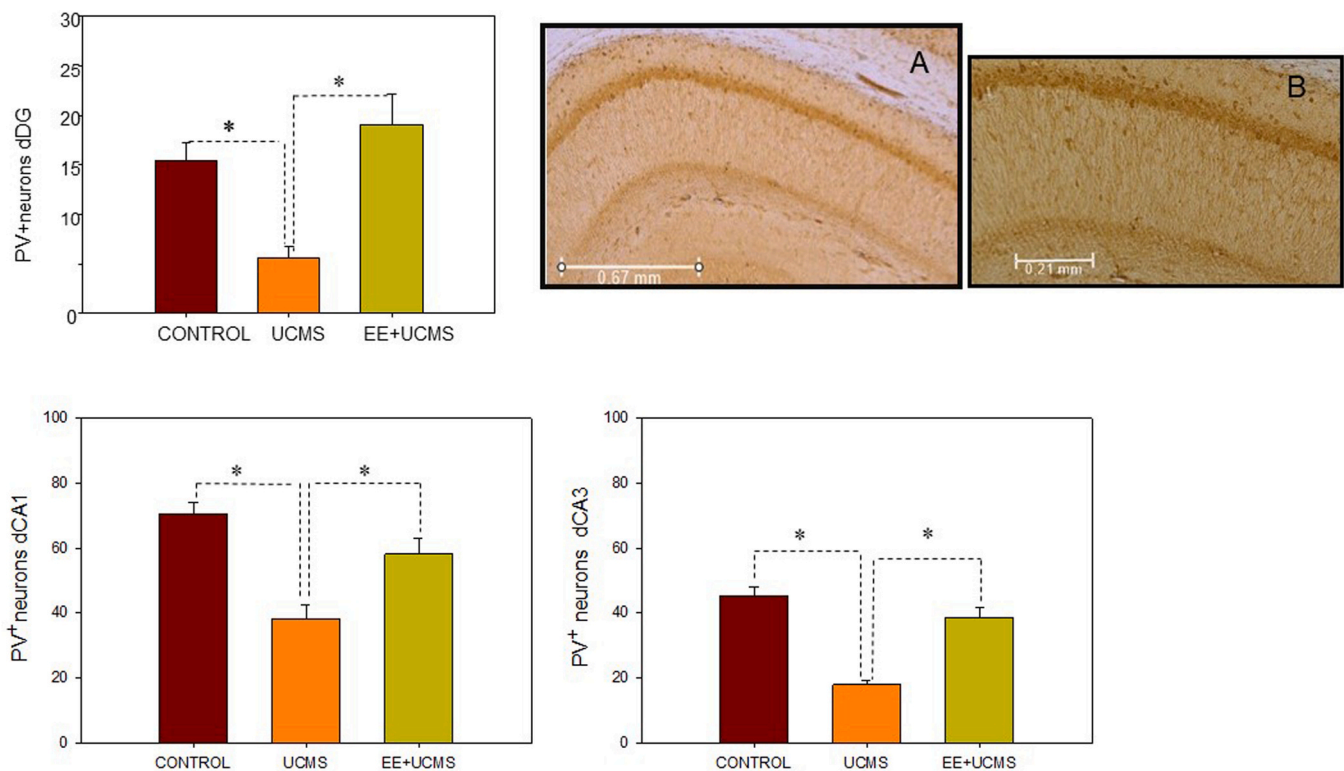 30
25
20
15
10
5
0
PV+neurons dDG
*
*
CONTROL UCMS EE+UCMS
A
0.67 mm
B
0.21 mm
100
80
60
40
20
0
PV+neurons dCA1
*
*
CONTROL UCMS EE+UCMS
100
80
60
40
20
0
PV+ neurons dCA3
*
*
CONTROL UCMS EE+UCMS